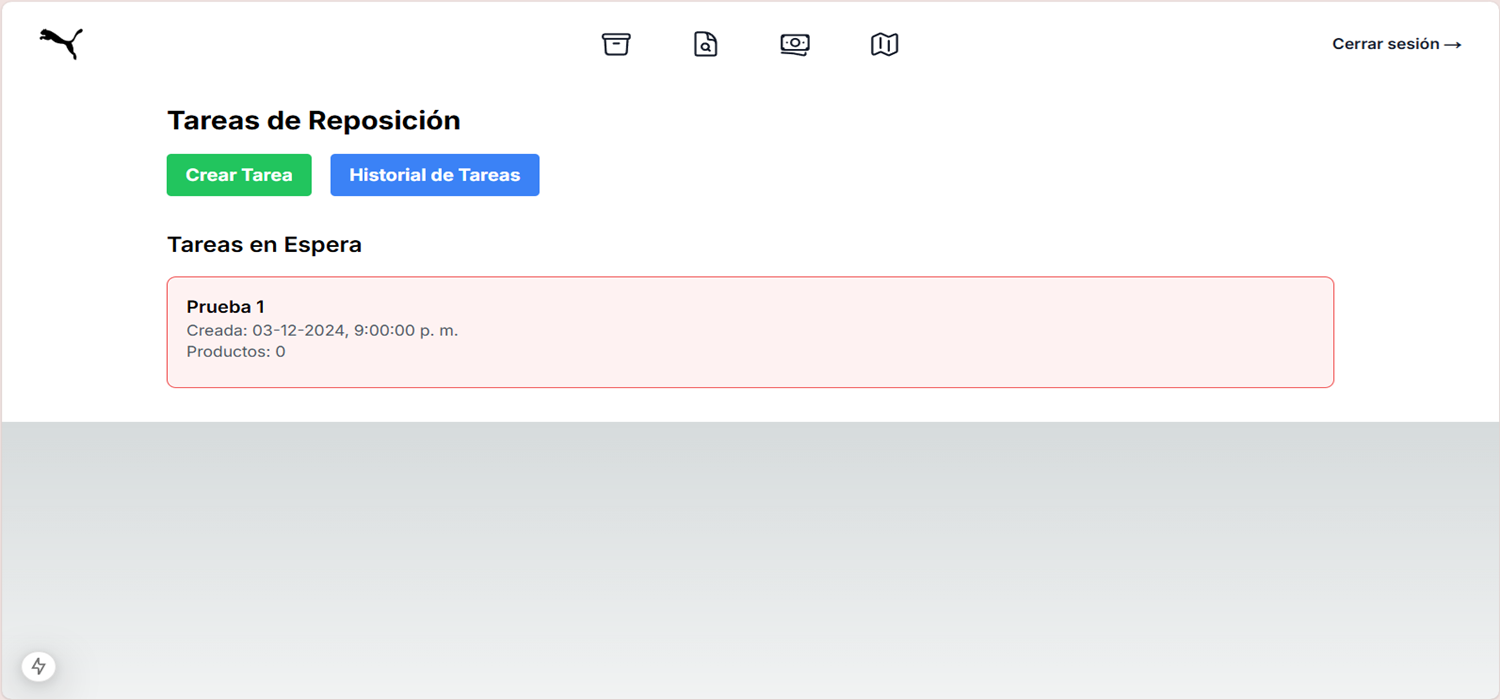 Cerrar sesión →
Tareas de Reposición
Crear Tarea
Historial de Tareas
Tareas en Espera
Prueba 1
Creada: 03-12-2024, 9:00:00 p. m.
Productos: 0